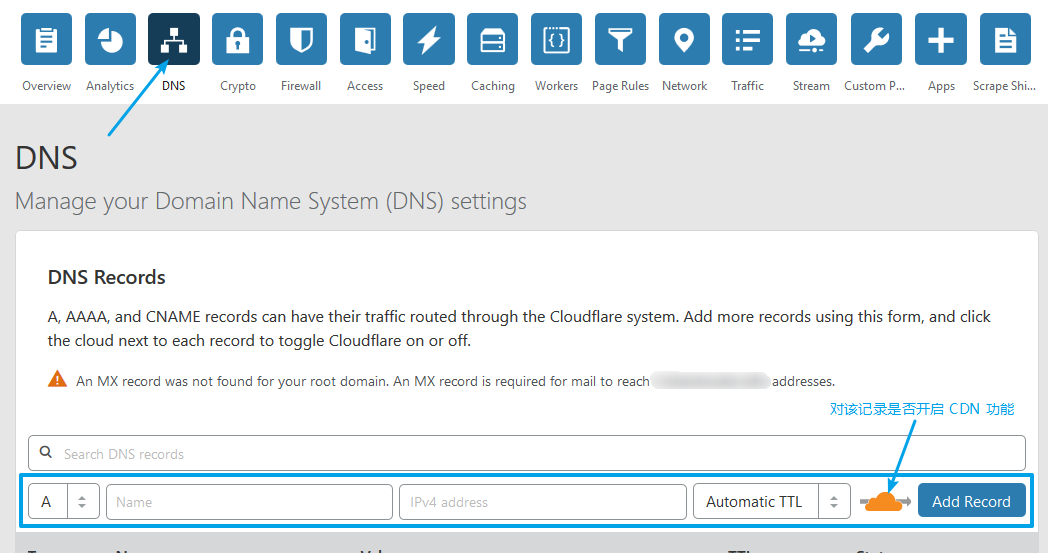 Overview Analytics DNS Crypto Firewall Access Speed Caching Workers Page Rules Network Traffic Stream Custom P... Apps Scrape Shi...
DNS
Manage your Domain Name System (DNS) settings
DNS Records
A, AAAA, and CNAME records can have their traffic routed through the Cloudflare system. Add more records using this form, and click
the cloud next to each record to toggle Cloudflare on or off.
An MX record was not found for your root domain. An MX record is required for mail to reach addresses.
对该记录是否开启 CDN 功能
Search DNS records
A Name IPv4 address Automatic TTL Add Record